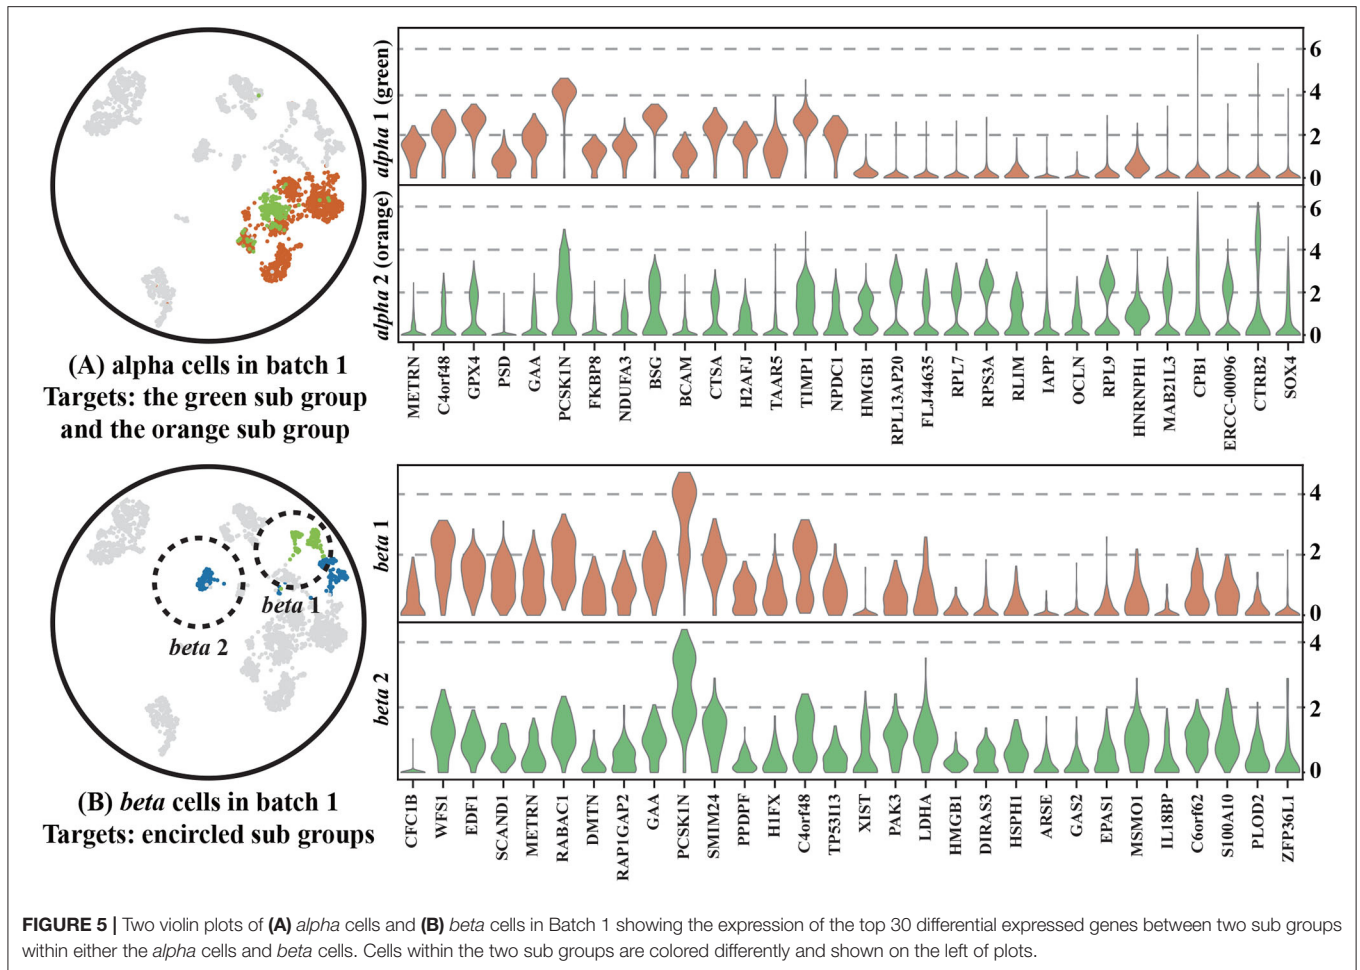 6
4
2
0
alpha 1 (green)
6
4
2
0
alpha 2 (orange)
METRN
C4orf48
GPX4
PSD
GAA
PCSK1N
FKBP8
NDUFA3
BSG
BCAM
CTSA
H2AFJ
TAAR5
TIMP1
NPDC1
HMGB1
RPL13AP20
FLJ44635
RPL7
RPS3A
RLIM
IAPP
OCLN
RPL9
HNRNPH1
MAB21L3
CPB1
ERCC-00096
CTRB2
SOX4
(A) alpha cells in batch 1
Targets: the green sub group
and the orange sub group
beta 1
beta 2
4
2
0
beta 1
4
2
0
beta 2
CFC1B
WFS1
EDF1
SCAND1
METRN
RABAC1
DMTN
RAP1GAP2
GAA
PCSK1N
SMIM24
PPDPF
H1FX
C4orf48
TP53I13
XIST
PAK3
LDHA
HMGB1
DIRAS3
HSPH1
ARSE
GAS2
EPAS1
MSMO1
IL18BP
C6orf62
S100A10
PLOD2
ZFP36L1
(B) beta cells in batch 1
Targets: encircled sub groups
FIGURE 5 | Two violin plots of (A) alpha cells and (B) beta cells in Batch 1 showing the expression of the top 30 differential expressed genes between two sub groups
within either the alpha cells and beta cells. Cells within the two sub groups are colored differently and shown on the left of plots.